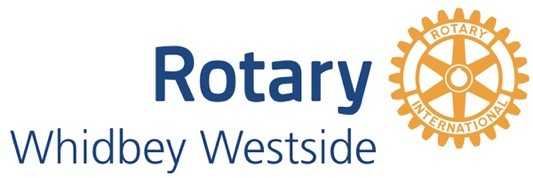 Rotary
Whidbey Westside
ROTARY
INTERNATIONAL